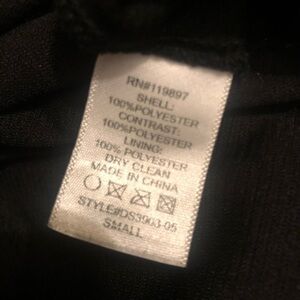 RN#119897
SHELL:
100%POLYESTER
CONTRAST:
100%POLYESTER
LINING:
100% POLYESTER
DRY CLEAN
MADE IN CHINA
STYLE#DS3903-05
SMALL